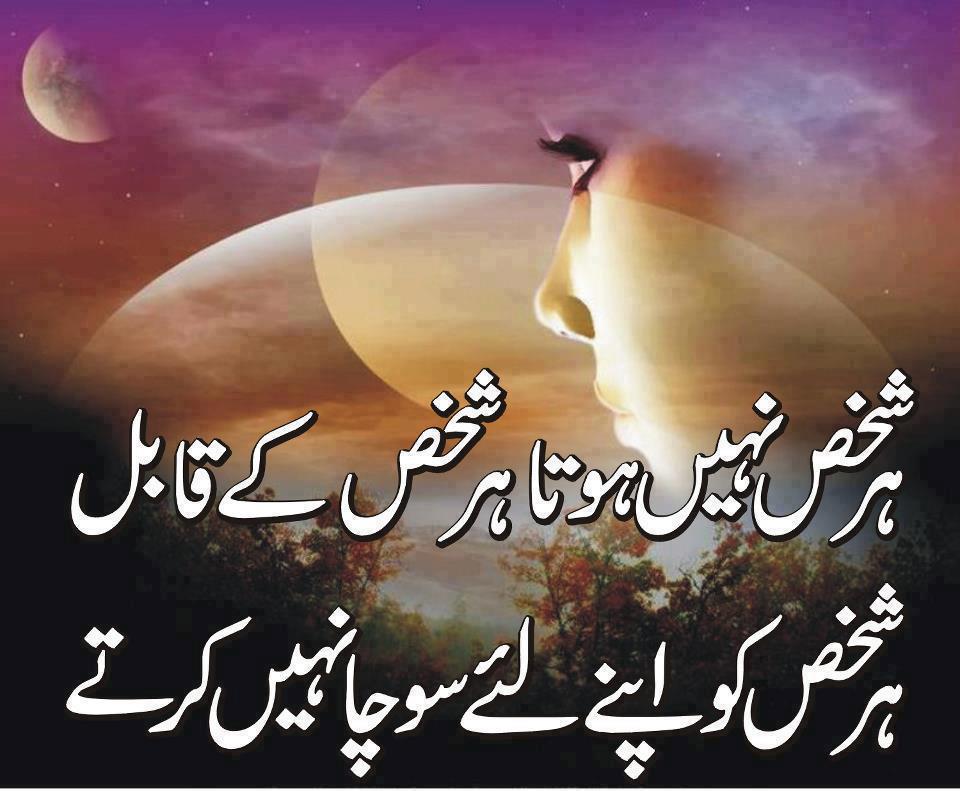 ہر شخص نہیں ہوتا ہر شخص کے قابل
ہر شخص کو اپنے لئے سوچا نہیں کرتے